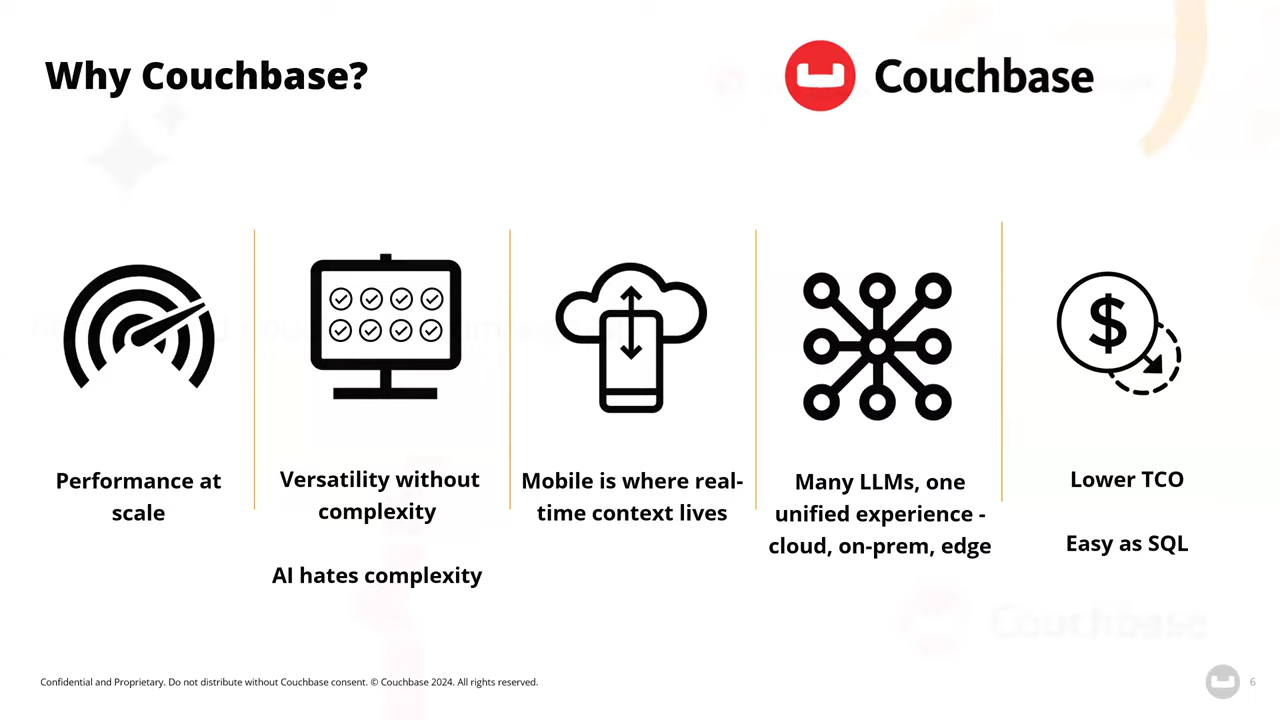 Why Couchbase?
Couchbase
Performance at
scale
Versatility without
complexity
AI hates complexity
Mobile is where real-
time context lives
Many LLMs, one
unified experience -
cloud, on-prem, edge
$
Lower TCO
Easy as SQL
Couchbase
Confidential and Proprietary. Do not distribute without Couchbase consent. © Couchbase 2024. All rights reserved.
6